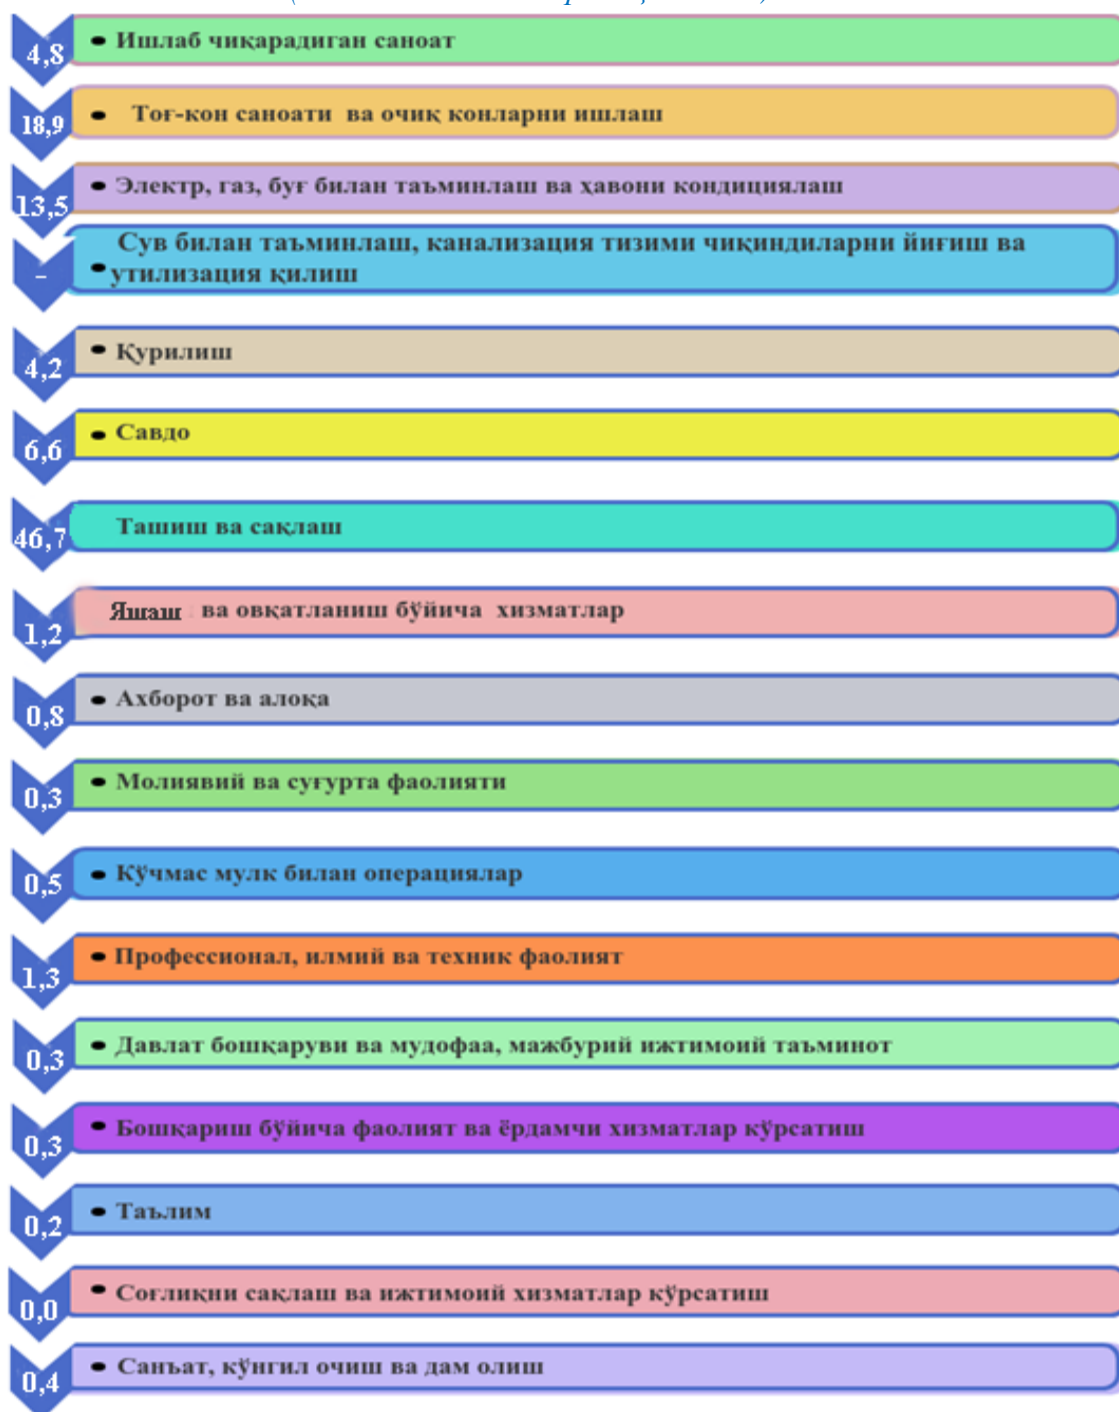 4,8
Ишлаб чиқарадиган саноат
18,9
Тоғ-кон саноати ва очиқ конларни ишлаш
13,5
Электр, газ, буғ билан таъминлаш ва ҳавони кондициялаш
–
Сув билан таъминлаш, канализация тизими чиқиндиларни йиғиш ва
утилизация қилиш
4,2
Қурилиш
6,6
Савдо
46,7
Ташиш ва сақлаш
1,2
Яшаш ва овқатланиш бўйича хизматлар
0,8
Ахборот ва алоқа
0,3
Молиявий ва суғурта фаолияти
0,5
Кўчмас мулк билан операциялар
1,3
Профессионал, илмий ва техник фаолият
0,3
Давлат бошқаруви ва мудофаа, мажбурий ижтимоий таъминот
0,3
Бошқариш бўйича фаолият ва ёрдамчи хизматлар кўрсатиш
0,2
Таълим
0,0
Соғлиқни сақлаш ва ижтимоий хизматлар кўрсатиш
0,4
Санъат, кўнгил очиш ва дам олиш